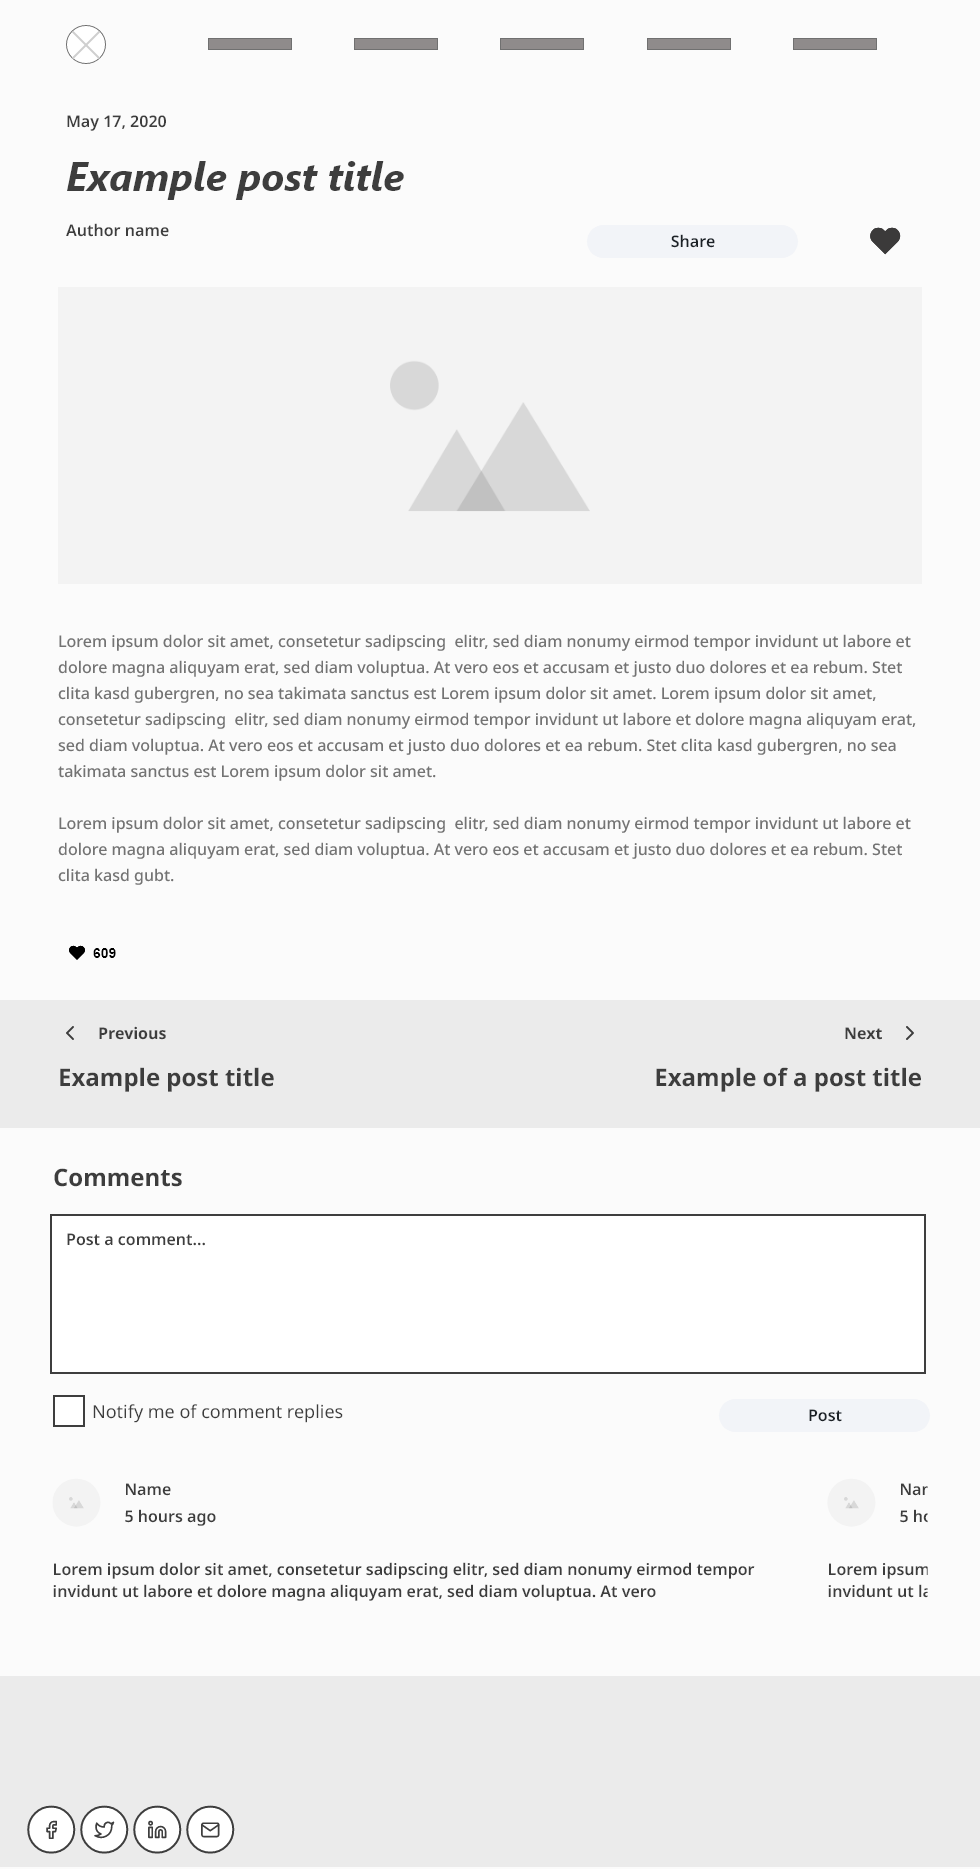 May 17, 2020
Example post title
Author name
Share
Lorem ipsum dolor sit amet, consetetur sadipscing  elitr, sed diam nonumy eirmod tempor invidunt ut labore et
dolore magna aliquyam erat, sed diam voluptua. At vero eos et accusam et justo duo dolores et ea rebum. Stet
clita kasd gubergren, no sea takimata sanctus est Lorem ipsum dolor sit amet. Lorem ipsum dolor sit amet,
consetetur sadipscing  elitr, sed diam nonumy eirmod tempor invidunt ut labore et dolore magna aliquyam erat,
sed diam voluptua. At vero eos et accusam et justo duo dolores et ea rebum. Stet clita kasd gubergren, no sea
takimata sanctus est Lorem ipsum dolor sit amet.
Lorem ipsum dolor sit amet, consetetur sadipscing  elitr, sed diam nonumy eirmod tempor invidunt ut labore et
dolore magna aliquyam erat, sed diam voluptua. At vero eos et accusam et justo duo dolores et ea rebum. Stet
clita kasd gubt.
609
Previous
Next
Example post title
Example of a post title
Comments
Post a comment...
Notify me of comment replies
Post
Name
5 hours ago
Lorem ipsum dolor sit amet, consetetur sadipscing elitr, sed diam nonumy eirmod tempor
invidunt ut labore et dolore magna aliquyam erat, sed diam voluptua. At vero
5
Lorem ipsum
invidunt ut